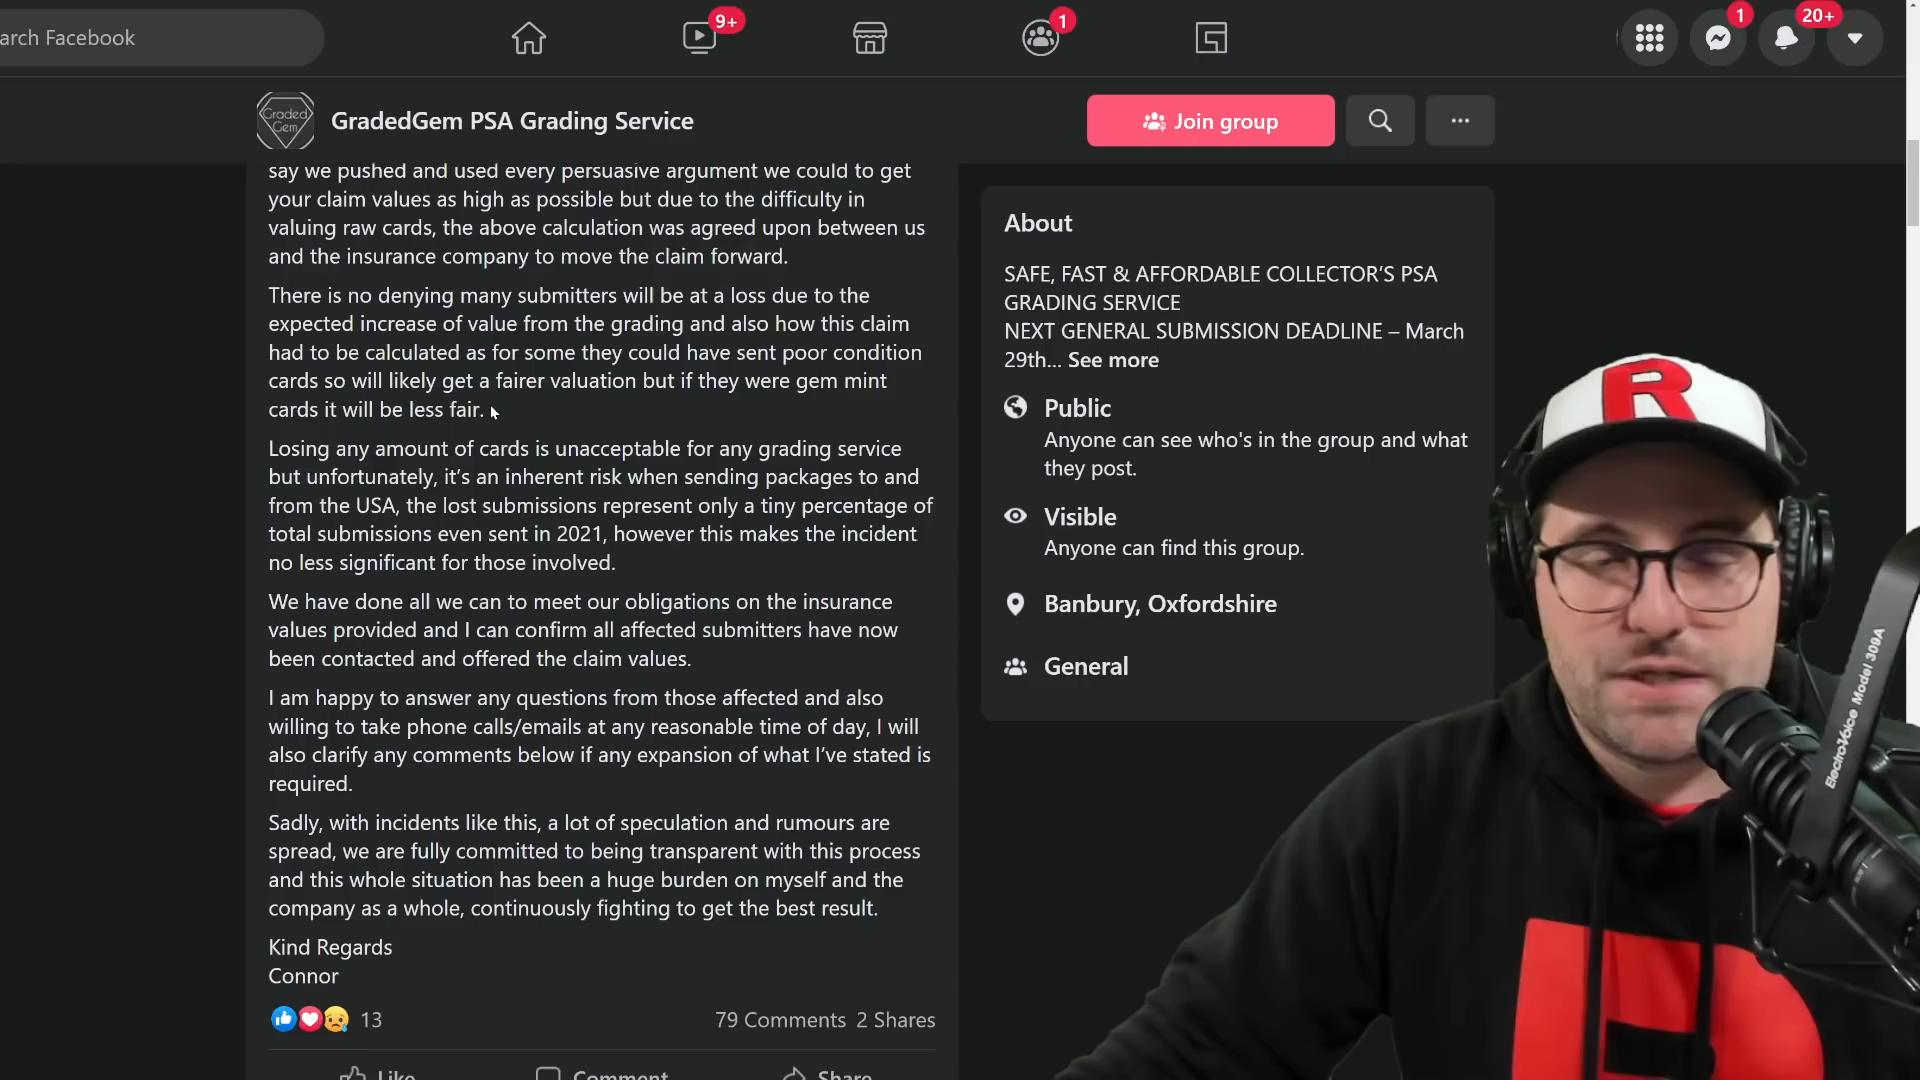 arch Facebook
9+
1
1
20+
Graded
Gem
GradedGem PSA Grading Service
Join group
say we pushed and used every persuasive argument we could to get
your claim values as high as possible but due to the difficulty in
valuing raw cards, the above calculation was agreed upon between us
and the insurance company to move the claim forward.
There is no denying many submitters will be at a loss due to the
expected increase of value from the grading and also how this claim
had to be calculated as for some they could have sent poor condition
cards so will likely get a fairer valuation but if they were gem mint
cards it will be less fair.
Losing any amount of cards is unacceptable for any grading service
but unfortunately, it’s an inherent risk when sending packages to and
from the USA, the lost submissions represent only a tiny percentage of
total submissions even sent in 2021, however this makes the incident
no less significant for those involved.
We have done all we can to meet our obligations on the insurance
values provided and I can confirm all affected submitters have now
been contacted and offered the claim values.
I am happy to answer any questions from those affected and also
willing to take phone calls/emails at any reasonable time of day, I will
also clarify any comments below if any expansion of what I’ve stated is
required.
Sadly, with incidents like this, a lot of speculation and rumours are
spread, we are fully committed to being transparent with this process
and this whole situation has been a huge burden on myself and the
company as a whole, continuously fighting to get the best result.
Kind Regards
Connor
13
79 Comments 2 Shares
Like
Comment
Share
About
SAFE, FAST & AFFORDABLE COLLECTOR’S PSA
GRADING SERVICE
NEXT GENERAL SUBMISSION DEADLINE – March
29th... See more
Public
Anyone can see who's in the group and what
they post.
Visible
Anyone can find this group.
Banbury, Oxfordshire
General
R
Electro-Voice Model 309A